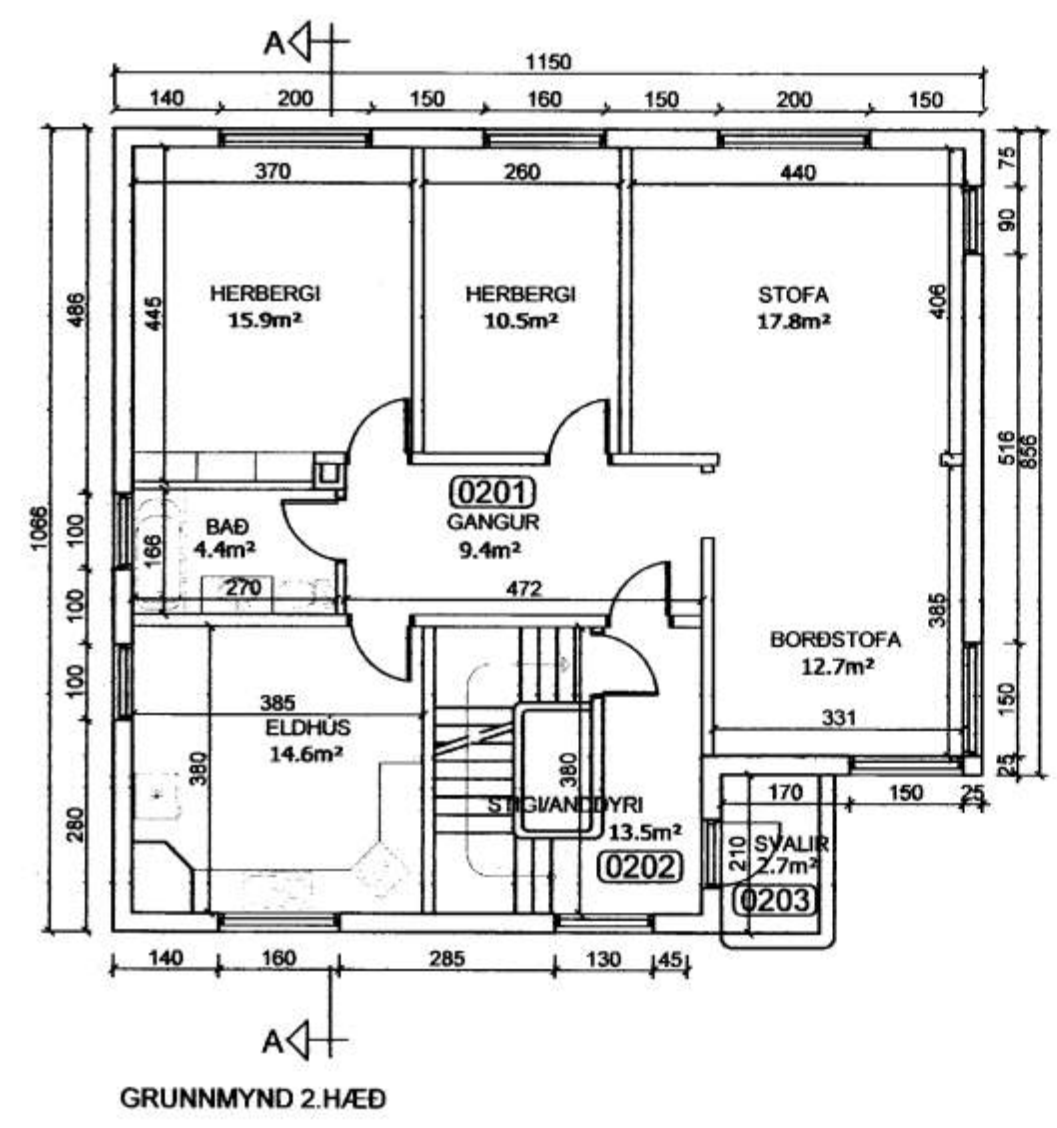 A
1150
140 200 150 160 150 200 150
370 260 440
75
90
HERBERGI
15.9m²
HERBERGI
10.5m²
STOFA
17.8m²
486
445
406
516
856
1066
0201
GANGUR
9.4m²
BAÐ
4.4m²
100
166
270
472
100
385
BORÐSTOFA
12.7m²
100
385
ELDHÚS
14.6m²
380
331
150
25
380
STIGI/ANDDYRI
13.5m²
0202
170 150 25
210
SVALIR
2.7m²
0203
280
140 160 285 130 45
A
GRUNNMYND 2.HÆÐ